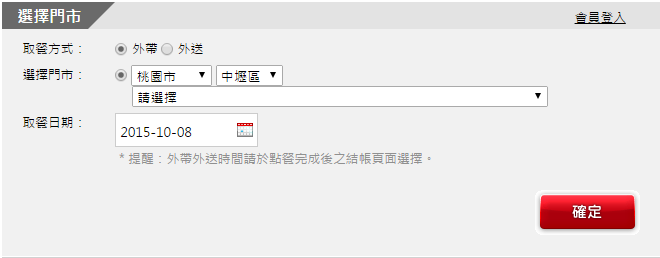 選擇門市 會員登入
取餐方式： 外帶 外送
選擇門市： 桃園市 中壢區
請選擇
取餐日期： 2015-10-08
* 提醒：外帶外送時間請於點餐完成後之結帳頁面選擇。
確定